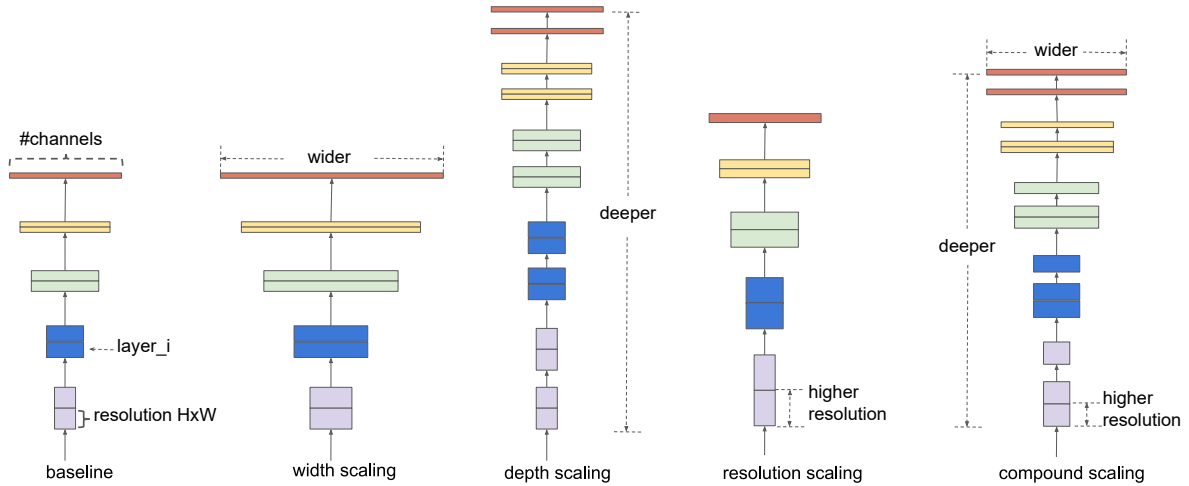 #channels
layer_i
resolution HxW
baseline
wider
width scaling
deeper
depth scaling
higher
resolution
resolution scaling
wider
deeper
higher
resolution
compound scaling